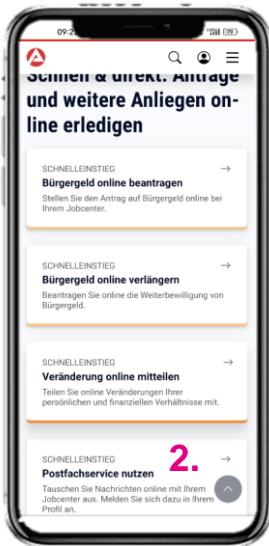 09:2
39
Schnell & direkt: Anträge
und weitere Anliegen on-
line erledigen
SCHNELLEINSTIEG
Bürgergeld online beantragen
Stellen Sie den Antrag auf Bürgergeld online bei
Ihrem Jobcenter.
SCHNELLEINSTIEG
Bürgergeld online verlängern
Beantragen Sie online die Weiterbewilligung von
Bürgergeld.
SCHNELLEINSTIEG
Veränderung online mitteilen
Teilen Sie online Veränderungen Ihrer
persönlichen und finanziellen Verhältnisse mit.
SCHNELLEINSTIEG
2.
Postfachservice nutzen
Tauschen Sie Nachrichten online mit Ihrem
Jobcenter aus. Melden Sie sich dazu in Ihrem
Profil an.